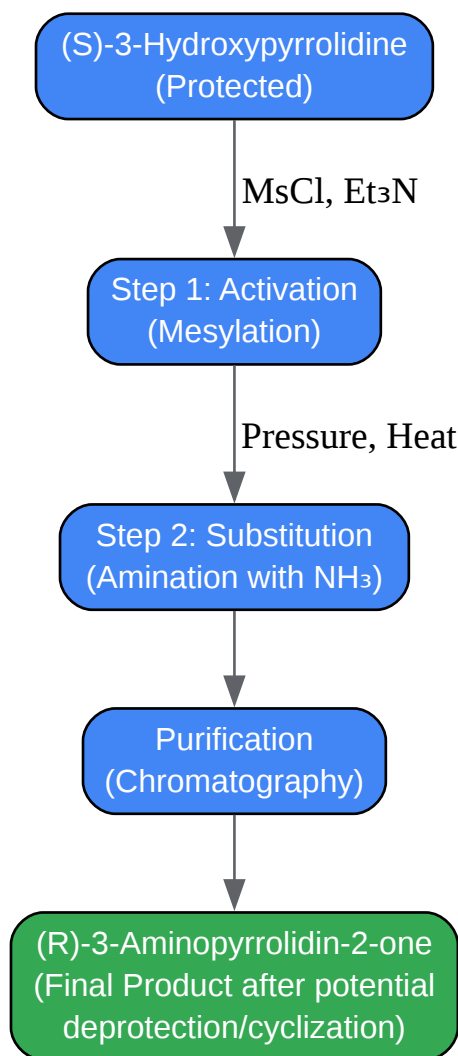 (S)-3-Hydroxypyrrolidine
(Protected)
MsCl, Et₃N
Step 1: Activation
(Mesylation)
Pressure, Heat
Step 2: Substitution
(Amination with NH₃)
Purification
(Chromatography)
(R)-3-Aminopyrrolidin-2-one
(Final Product after potential
deprotection/cyclization)